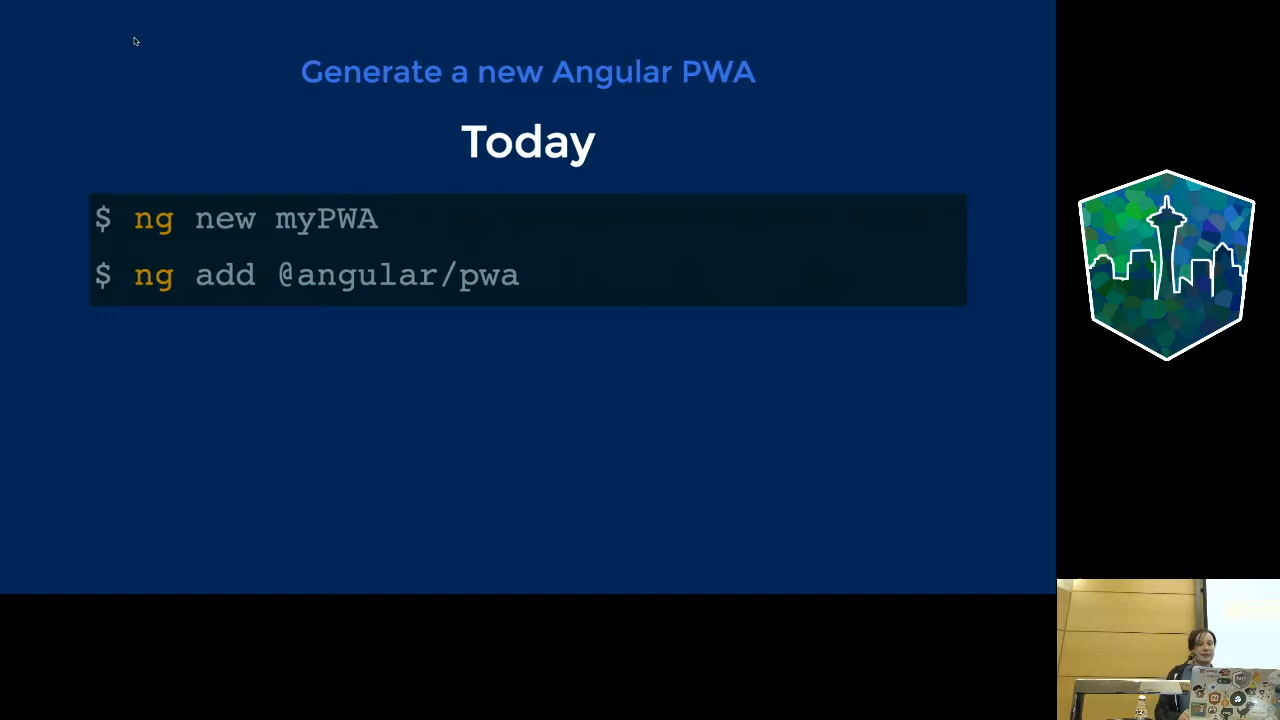 Generate a new Angular PWA
Today
$ ng new myPWA
$ ng add @angular/pwa